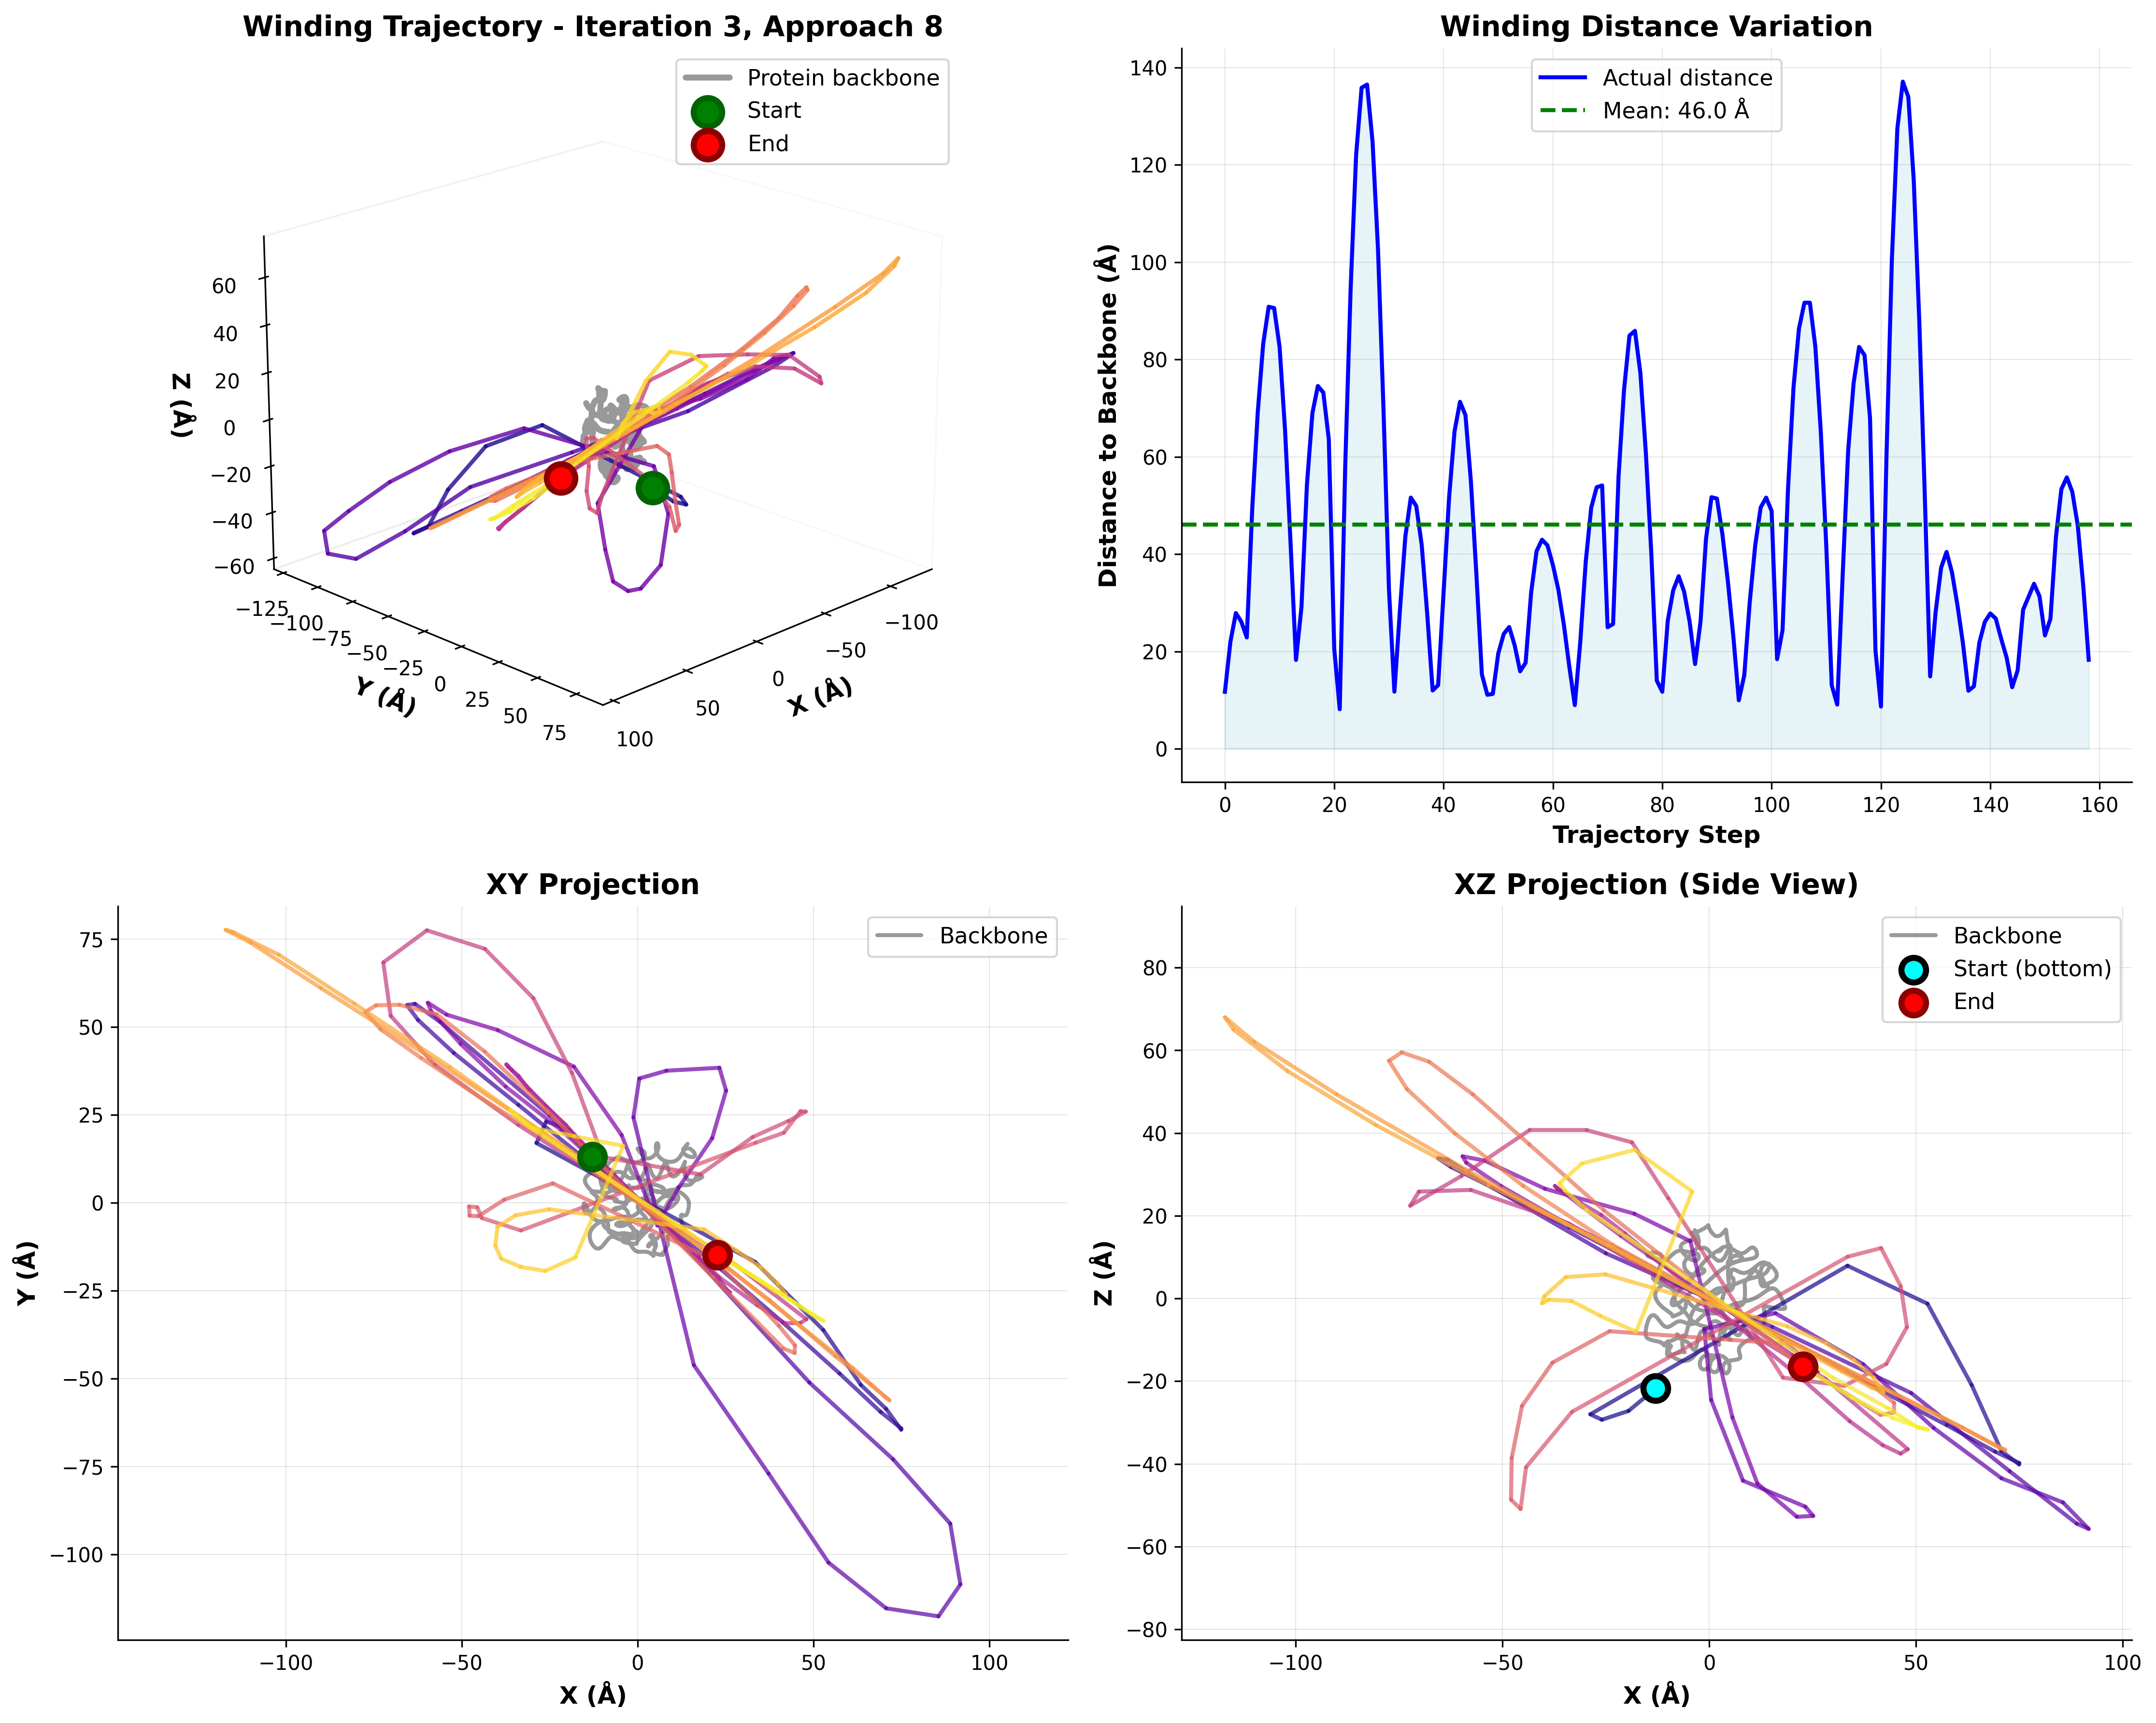 Winding Trajectory - Iteration 3, Approach 8
Protein backbone
Start
End
60
40
20
0
−20
−40
−60
Z (Å)
−125
−100
−75
−50
−25
0
25
50
75
Y (Å)
−100
−50
0
50
100
X (Å)
Winding Distance Variation
Actual distance
Mean: 46.0 Å
140
120
100
80
60
40
20
0
Distance to Backbone (Å)
0 20 40 60 80 100 120 140 160
Trajectory Step
XY Projection
Backbone
75
50
25
0
−25
−50
−75
−100
Y (Å)
−100 −50 0 50 100
X (Å)
XZ Projection (Side View)
Backbone
Start (bottom)
End
80
60
40
20
0
−20
−40
−60
−80
Z (Å)
−100 −50 0 50 100
X (Å)